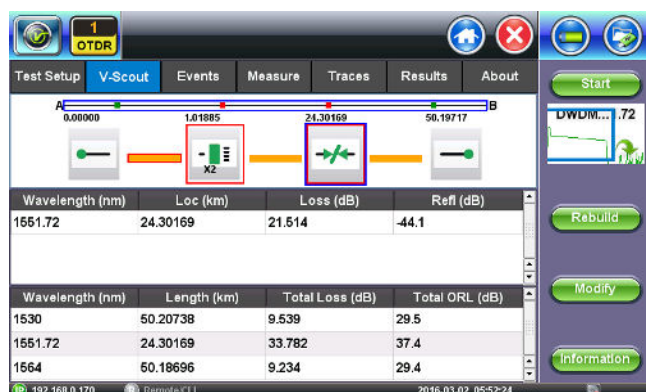 1
OTDR
Test Setup V-Scout Events Measure Traces Results About
Start
A B
0.00000 1.01885 24.30169 50.19717
DWDM... .72
X2
Wavelength (nm) Loc (km) Loss (dB) Refl (dB)
1551.72 24.30169 21.514 -44.1
Rebuild
Wavelength (nm) Length (km) Total Loss (dB) Total ORL (dB)
Modify
1530 50.20738 9.539 29.5
1551.72 24.30169 33.782 37.4
1564 50.18696 9.234 29.4
Information
IP 192.168.0.170 R Remote(CLI) 2016-03-02 05:52:24